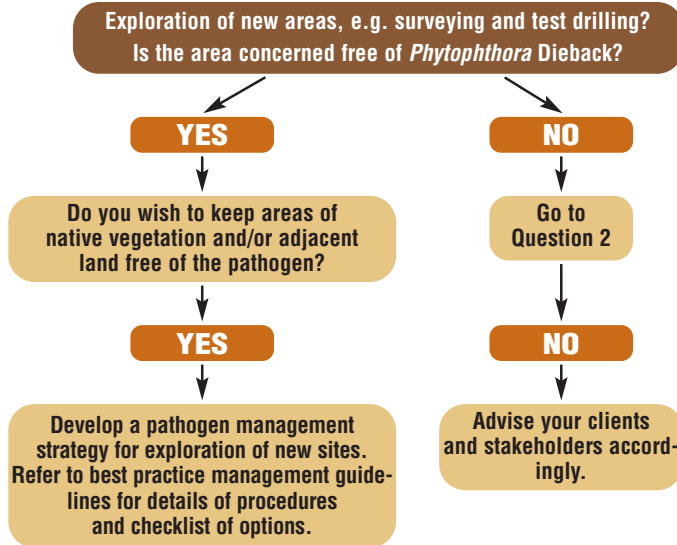 Exploration of new areas, e.g. surveying and test drilling?
Is the area concerned free of Phytophthora Dieback?
YES
NO
Do you wish to keep areas of
native vegetation and/or adjacent
land free of the pathogen?
Go to
Question 2
YES
NO
Develop a pathogen management
strategy for exploration of new sites.
Refer to best practice management guide-
lines for details of procedures
and checklist of options.
Advise your clients
and stakeholders accord-
ingly.